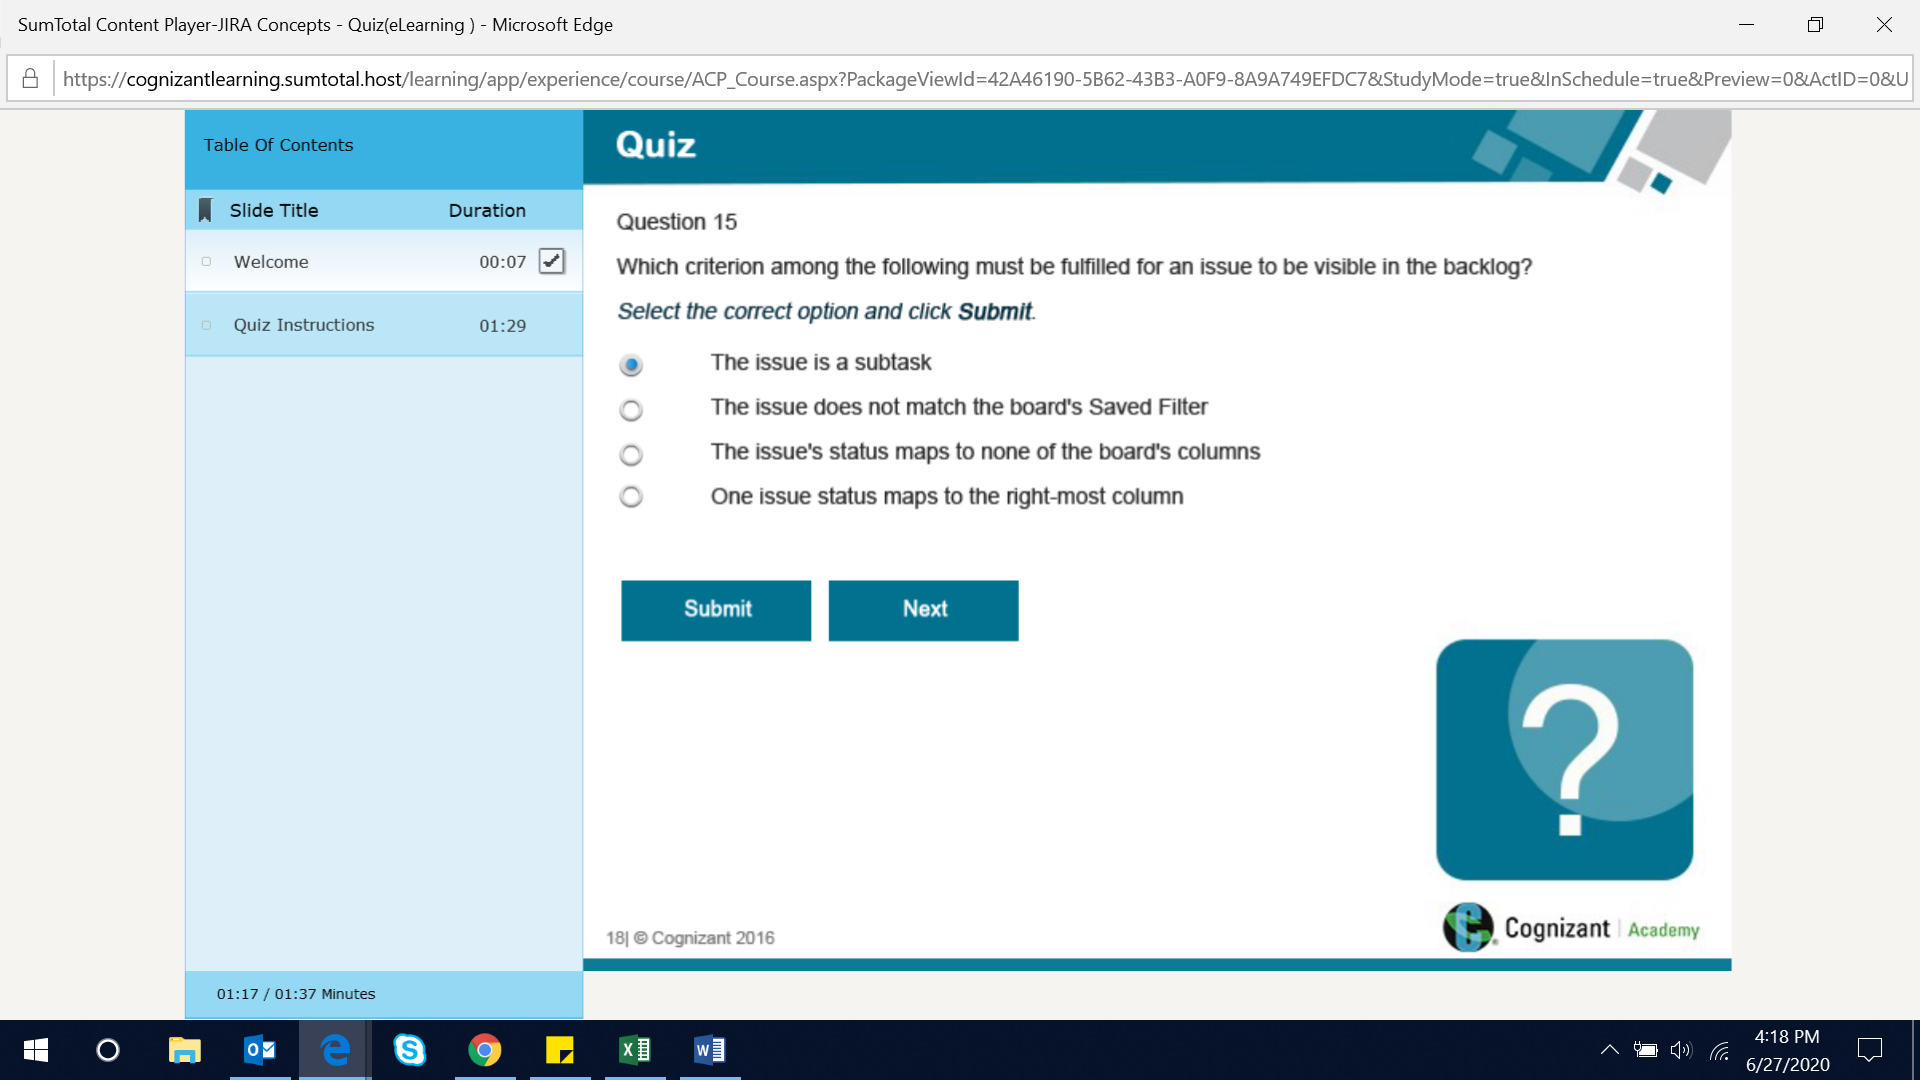 SumTotal Content Player-JIRA Concepts - Quiz(eLearning ) - Microsoft Edge
https://cognizantlearning.sumtotal.host/learning/app/experience/course/ACP_Course.aspx?PackageViewId=42A46190-5B62-43B3-A0F9-8A9A749EFDC7&StudyMode=true&InSchedule=true&Preview=0&ActID=0&U
Table Of Contents
Slide Title Duration
Welcome 00:07
Quiz Instructions 01:29
01:17 / 01:37 Minutes
Quiz
Question 15
Which criterion among the following must be fulfilled for an issue to be visible in the backlog?
Select the correct option and click Submit.
The issue is a subtask
The issue does not match the board's Saved Filter
The issue's status maps to none of the board's columns
One issue status maps to the right-most column
Submit Next
?
18| © Cognizant 2016
Cognizant | Academy
4:18 PM
6/27/2020